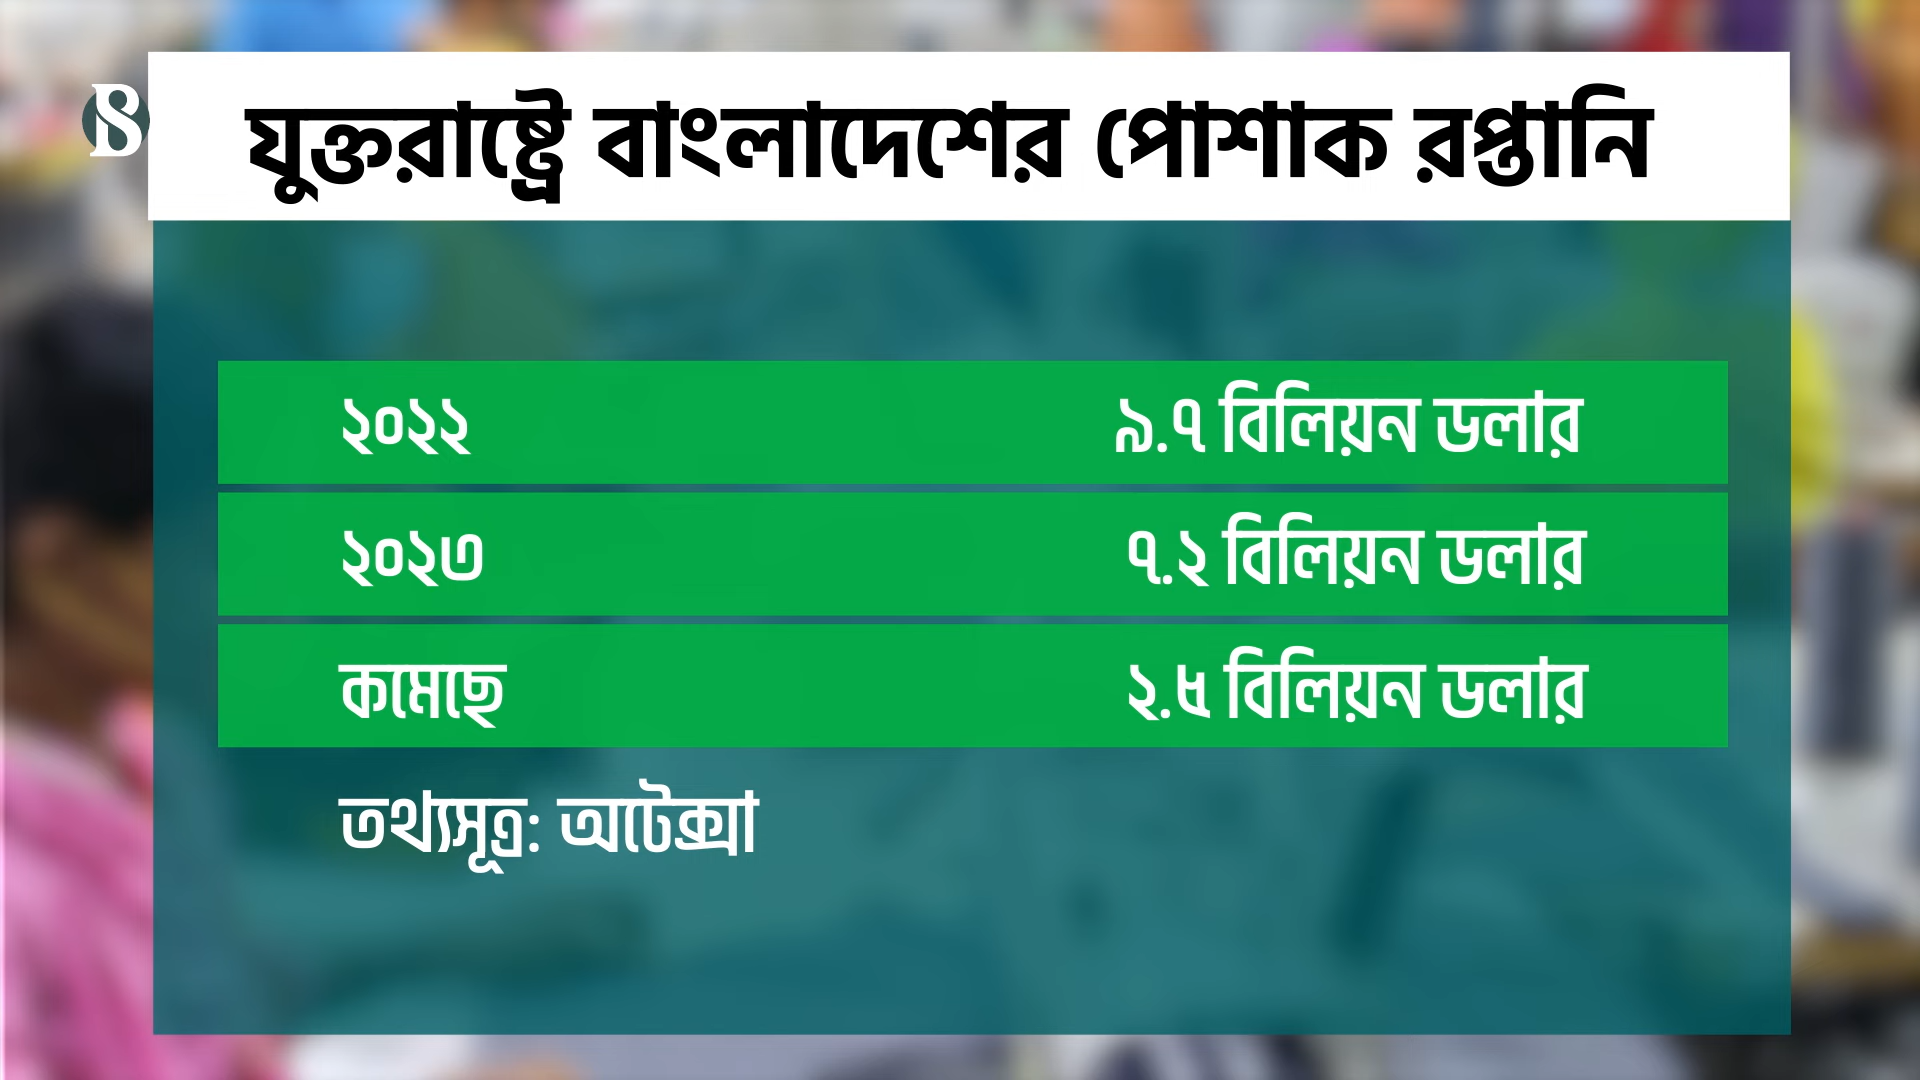 যুক্তরাষ্ট্রে বাংলাদেশের পোশাক রপ্তানি
২০২২ ৯.৭ বিলিয়ন ডলার
২০২৩ ৭.২ বিলিয়ন ডলার
কমেছে ২.৫ বিলিয়ন ডলার
তথ্যসূত্র: অটেক্সা